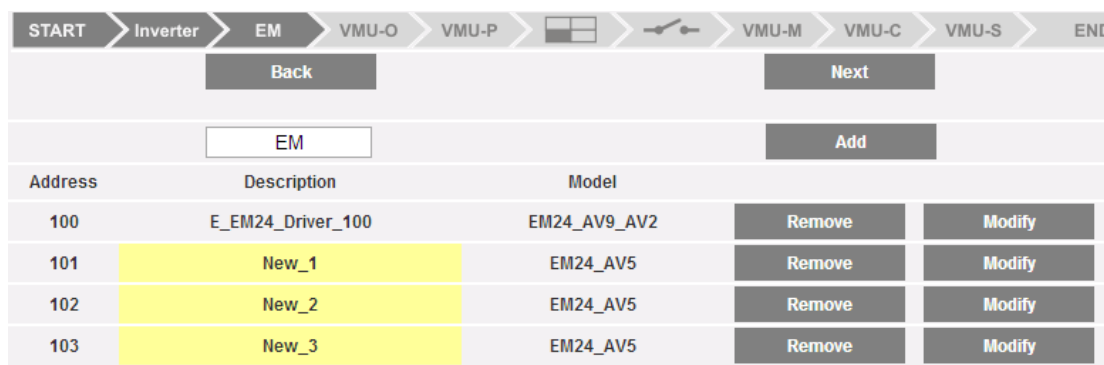 START Inverter EM VMU-O VMU-P VMU-M VMU-C VMU-S END
Back Next
EM Add
Address Description Model
100 E_EM24_Driver_100 EM24_AV9_AV2 Remove Modify
101 New_1 EM24_AV5 Remove Modify
102 New_2 EM24_AV5 Remove Modify
103 New_3 EM24_AV5 Remove Modify